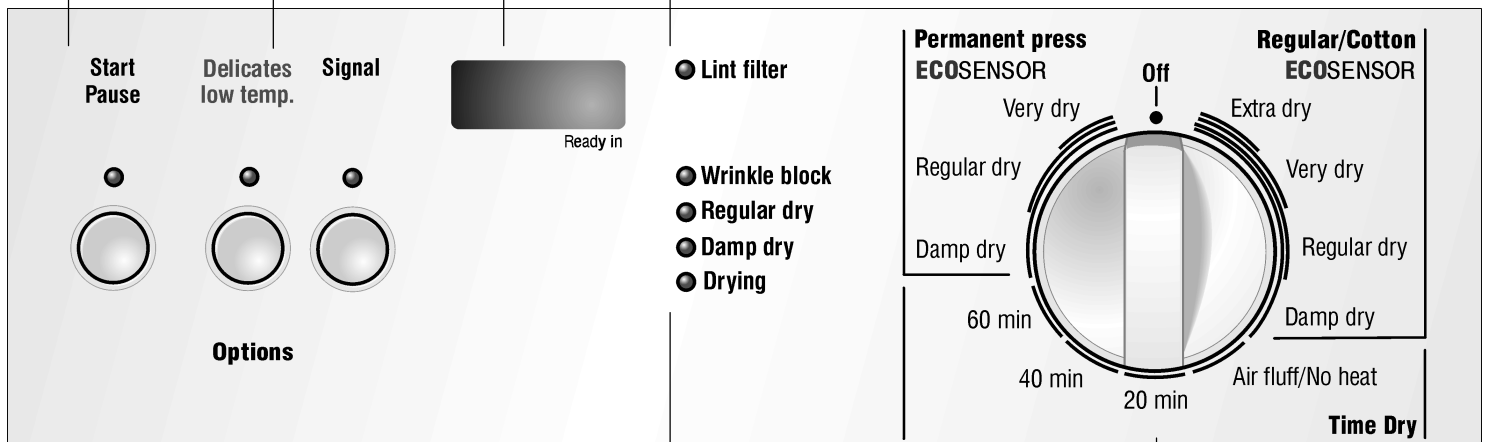 Start
Pause
Delicates
low temp.
Signal
Ready in
Lint filter
Wrinkle block
Regular dry
Damp dry
Drying
Options
Permanent press
ECOSENSOR
Very dry
Regular dry
Damp dry
Off
Regular/Cotton
ECOSENSOR
Extra dry
Very dry
Regular dry
Damp dry
60 min
40 min
20 min
Air fluff/No heat
Time Dry